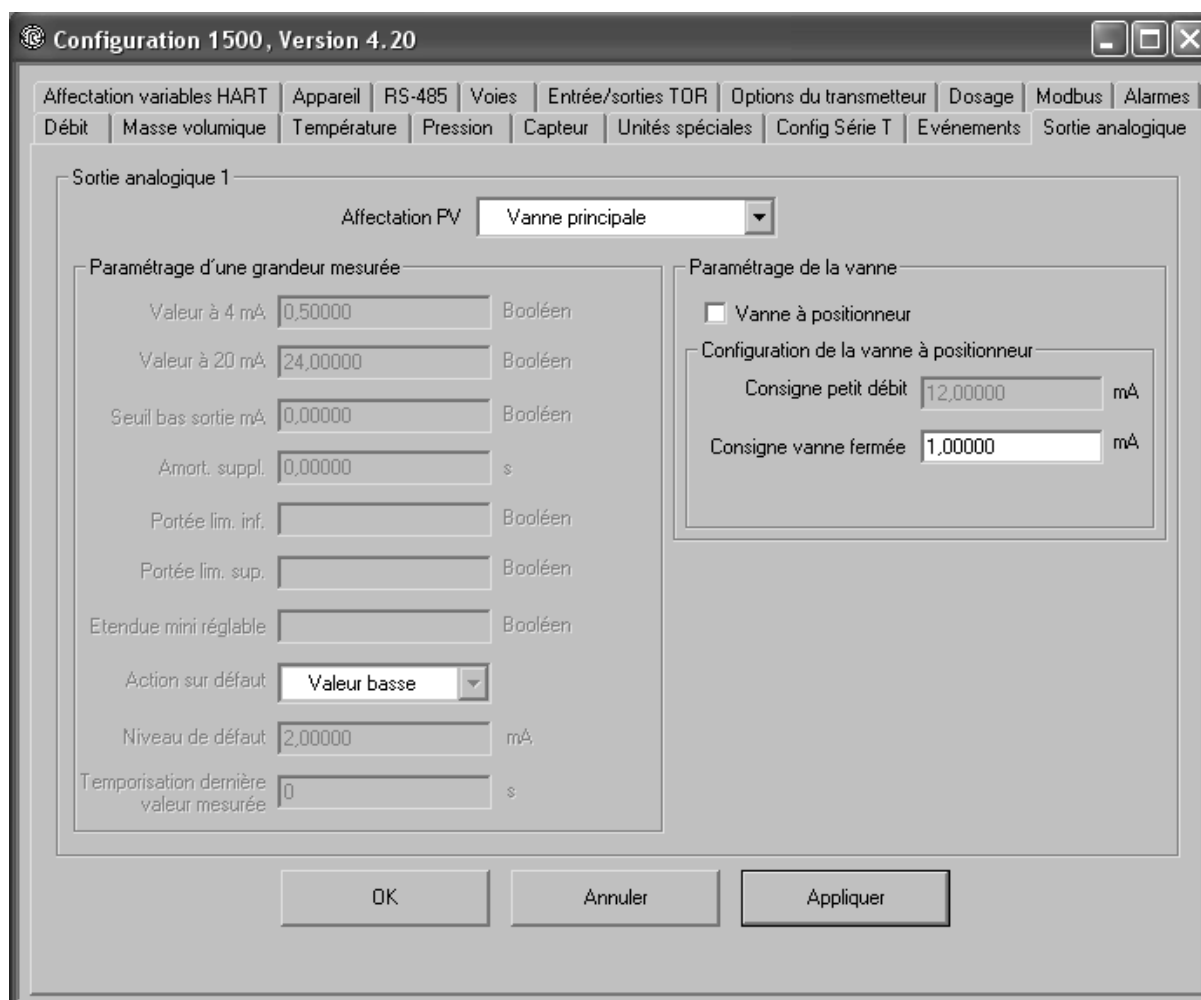 Configuration 1500, Version 4.20
Affectation variables HART Appareil RS-485 Voies Entrée/sorties TOR Options du transmetteur Dosage Modbus Alarmes
Débit Masse volumique Température Pression Capteur Unités spéciales Config Série T Evénements Sortie analogique
Sortie analogique 1
Affectation PV Vanne principale
Paramétrage d´une grandeur mesurée
Valeur à 4 mA 0,50000 Booléen
Valeur à 20 mA 24,00000 Booléen
Seuil bas sortie mA 0,00000 Booléen
Amort. suppl. 0,00000 s
Portée lim. inf. Booléen
Portée lim. sup. Booléen
Etendue mini réglable Booléen
Action sur défaut Valeur basse
Niveau de défaut 2,00000 mA
Temporisation dernière
valeur mesurée 0 s
Paramétrage de la vanne
Vanne à positionneur
Configuration de la vanne à positionneur
Consigne petit débit 12,00000 mA
Consigne vanne fermée 1,00000 mA
OK Annuler Appliquer